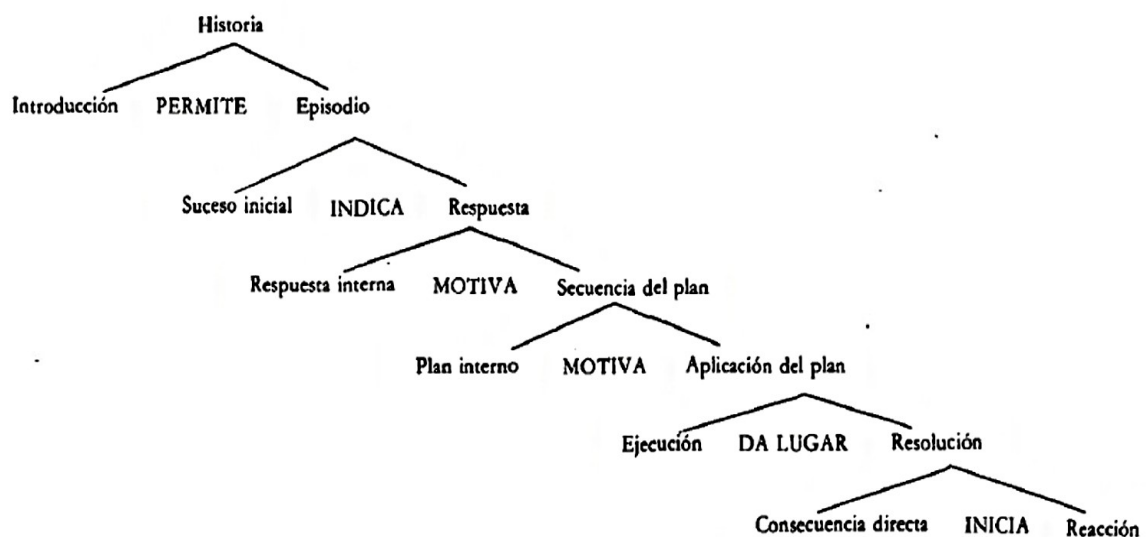 Historia
Introducción PERMITE Episodio
Suceso inicial INDICA Respuesta
Respuesta interna MOTIVA Secuencia del plan
Plan interno MOTIVA Aplicación del plan
Ejecución DA LUGAR Resolución
Consecuencia directa INICIA Reacción